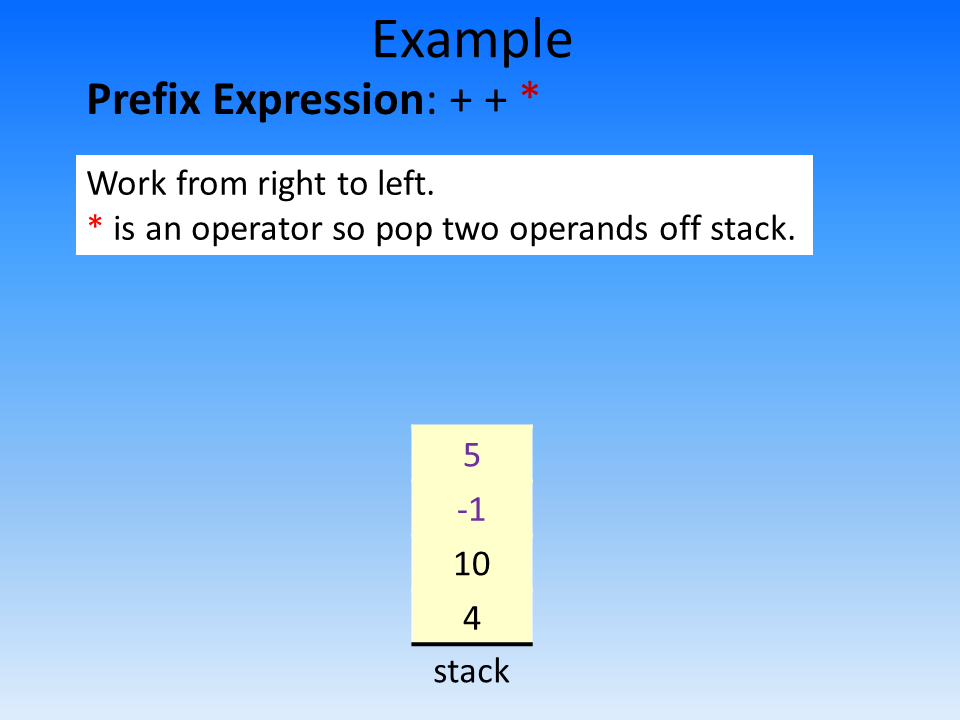 Example
Prefix Expression: + + *
Work from right to left.
* is an operator so pop two operands off stack.
5
-1
10
4
stack